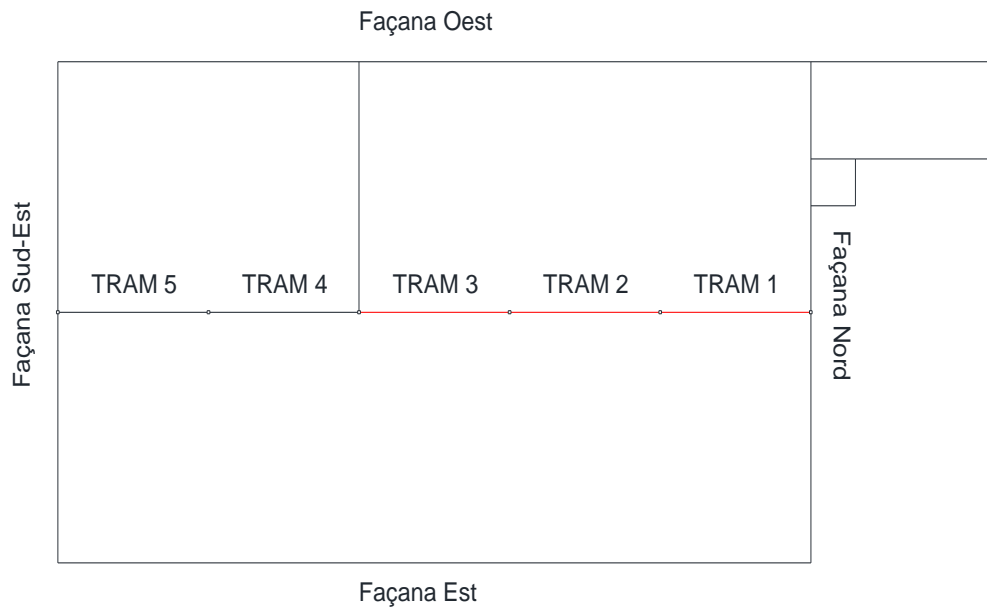 Façana Oest
Façana Sud-Est
TRAM 5
TRAM 4
TRAM 3
TRAM 2
TRAM 1
Façana Nord
Façana Est